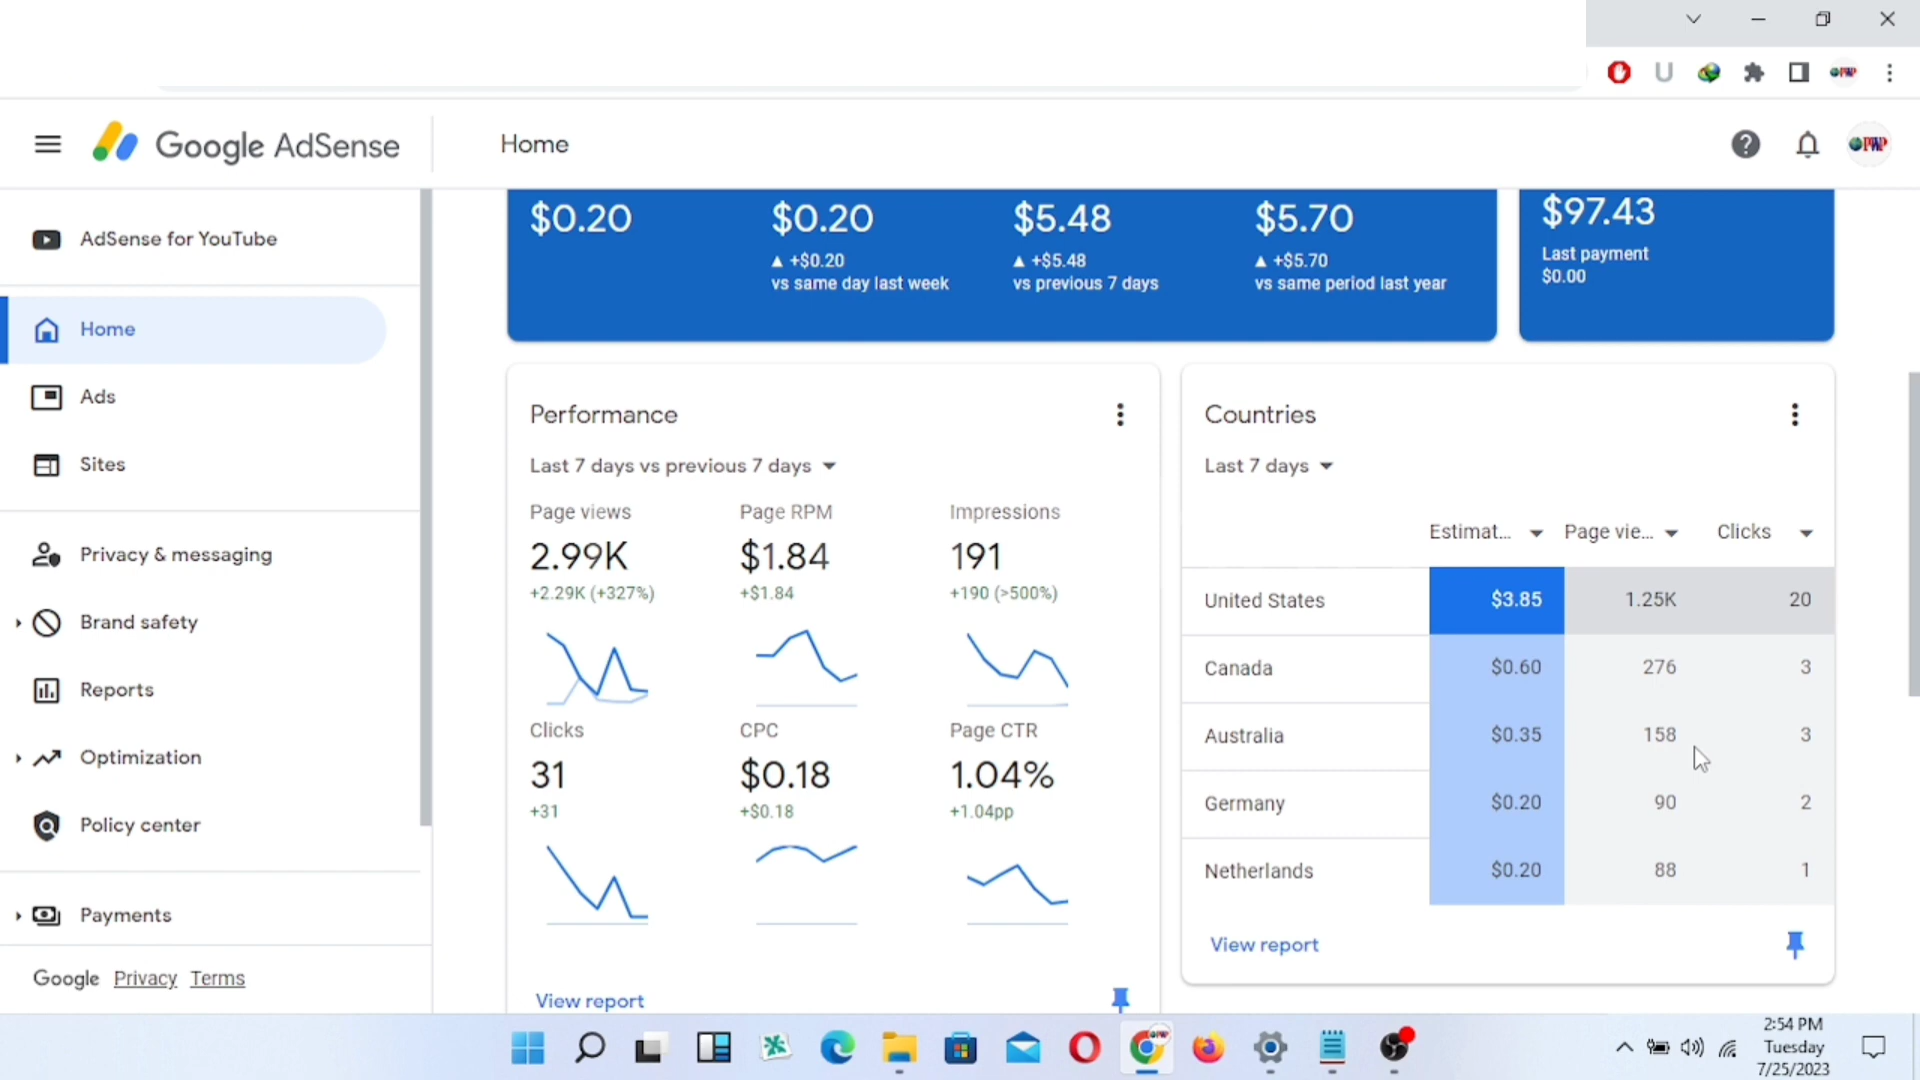 Google AdSense
Home
AdSense for YouTube
Home
Ads
Sites
Privacy & messaging
Brand safety
Reports
Optimization
Policy center
Payments
Google Privacy Terms
$0.20
$0.20
+$0.20
vs same day last week
$5.48
+$5.48
vs previous 7 days
$5.70
+$5.70
vs same period last year
$97.43
Last payment
$0.00
Performance
Last 7 days vs previous 7 days
Page views Page RPM Impressions
2.99K $1.84 191
+2.29K (+327%) +$1.84 +190 (>500%)
Clicks CPC Page CTR
31 $0.18 1.04%
+31 +$0.18 +1.04pp
View report
Countries
Last 7 days
Estimat... Page vie... Clicks
United States $3.85 1.25K 20
Canada $0.60 276 3
Australia $0.35 158 3
Germany $0.20 90 2
Netherlands $0.20 88 1
View report
2:54 PM
Tuesday
7/25/2023